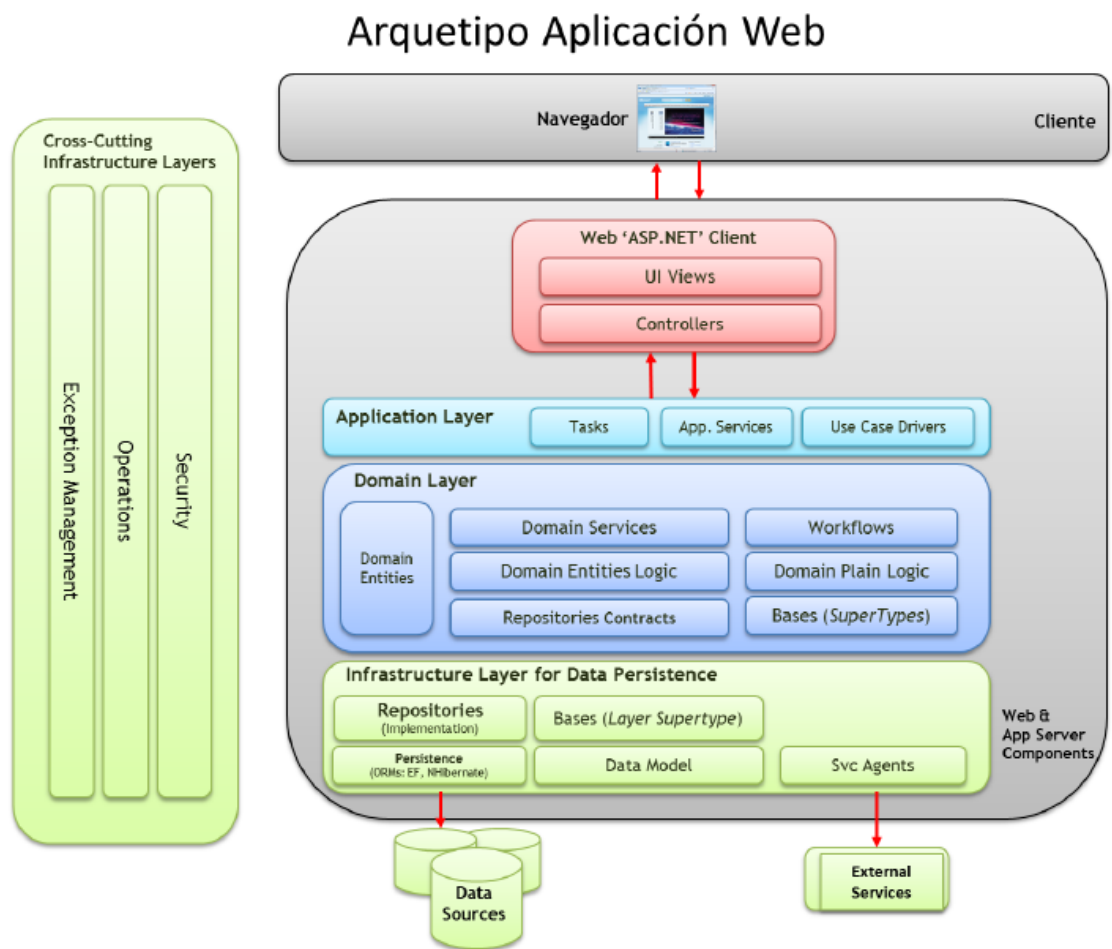 Arquetipo Aplicación Web
Navegador
Cliente
Cross-Cutting
Infrastructure Layers
Exception Management
Operations
Security
Web ‘ASP.NET’ Client
UI Views
Controllers
Application Layer
Tasks
App. Services
Use Case Drivers
Domain Layer
Domain
Entities
Domain Services
Workflows
Domain Entities Logic
Domain Plain Logic
Repositories Contracts
Bases (SuperTypes)
Infrastructure Layer for Data Persistence
Repositories
(Implementation)
Bases (Layer Supertype)
Persistence
(ORMs: EF, NHibernate)
Data Model
Svc Agents
Web &
App Server
Components
Data
Sources
External
Services